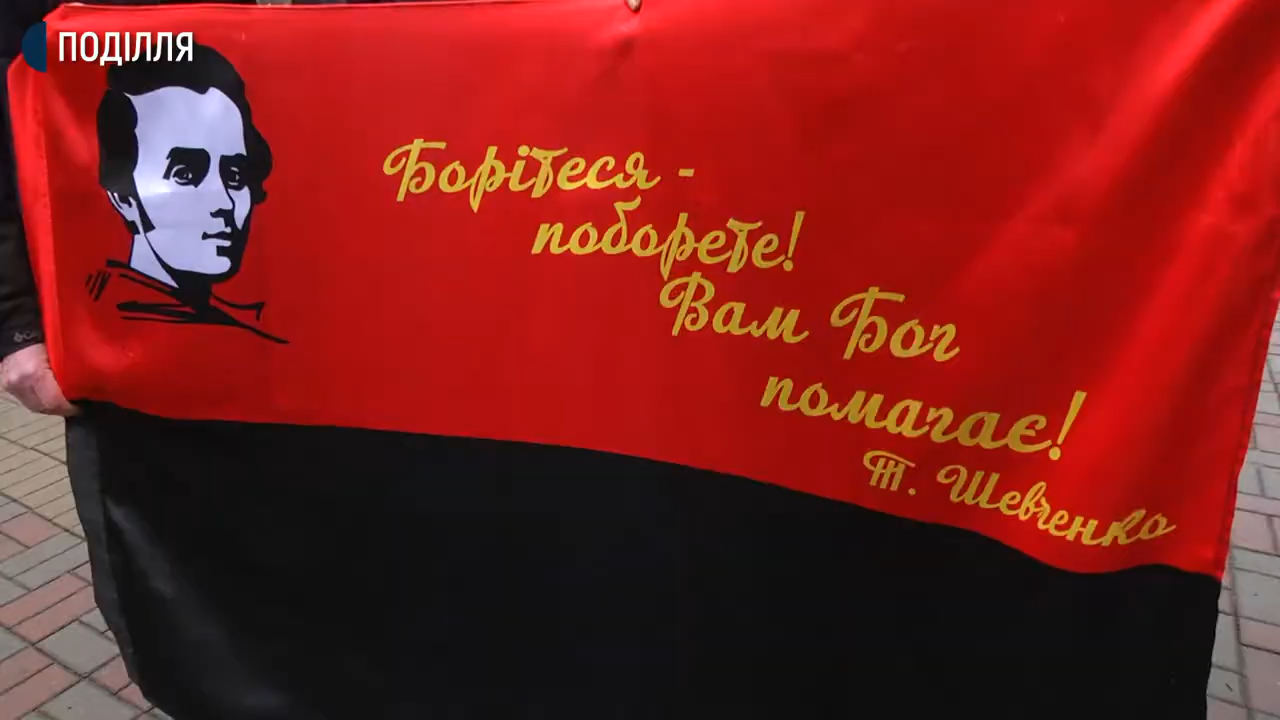 ПОДІЛЛЯ
Борітеся -
поборете!
Вам Бог
помагає!
Т. Шевченко